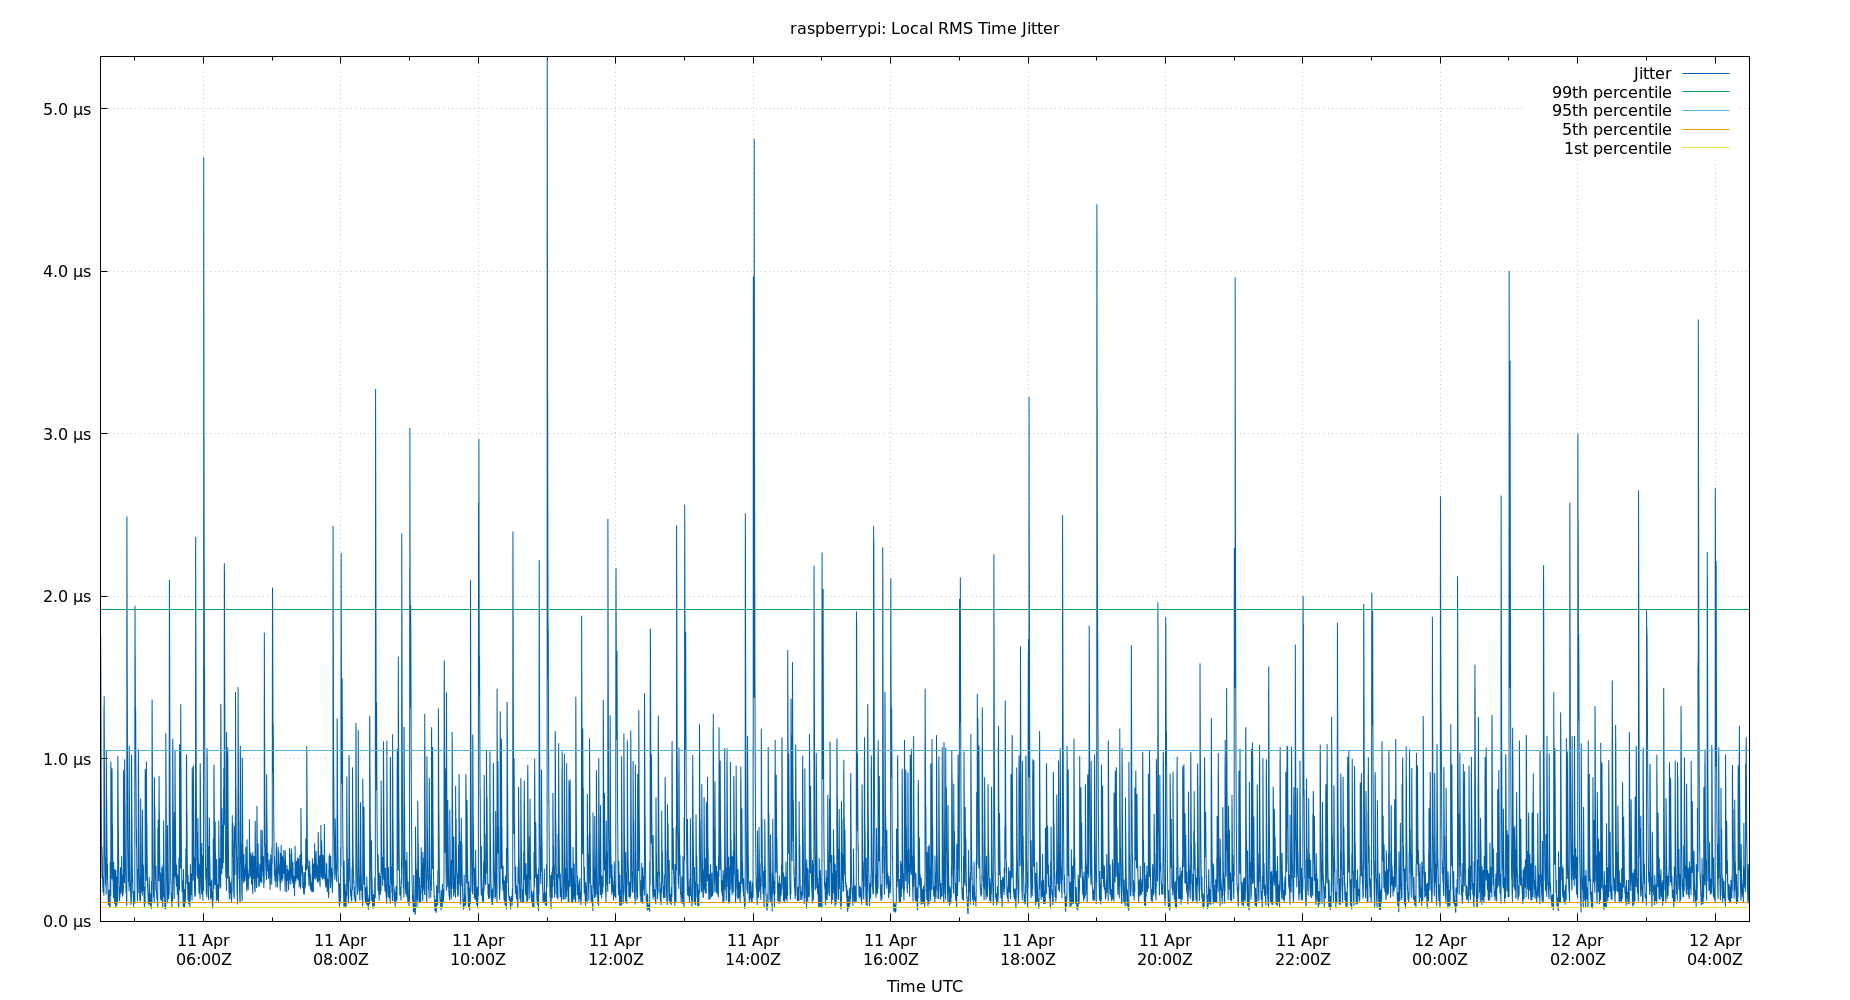 raspberrypi: Local RMS Time Jitter
Jitter
99th percentile
95th percentile
5th percentile
1st percentile
5.0 µs
4.0 µs
3.0 µs
2.0 µs
1.0 µs
0.0 µs
11 Apr 11 Apr 11 Apr 11 Apr 11 Apr 11 Apr 11 Apr 11 Apr 11 Apr 12 Apr 12 Apr 12 Apr
06:00Z 08:00Z 10:00Z 12:00Z 14:00Z 16:00Z 18:00Z 20:00Z 22:00Z 00:00Z 02:00Z 04:00Z
Time UTC